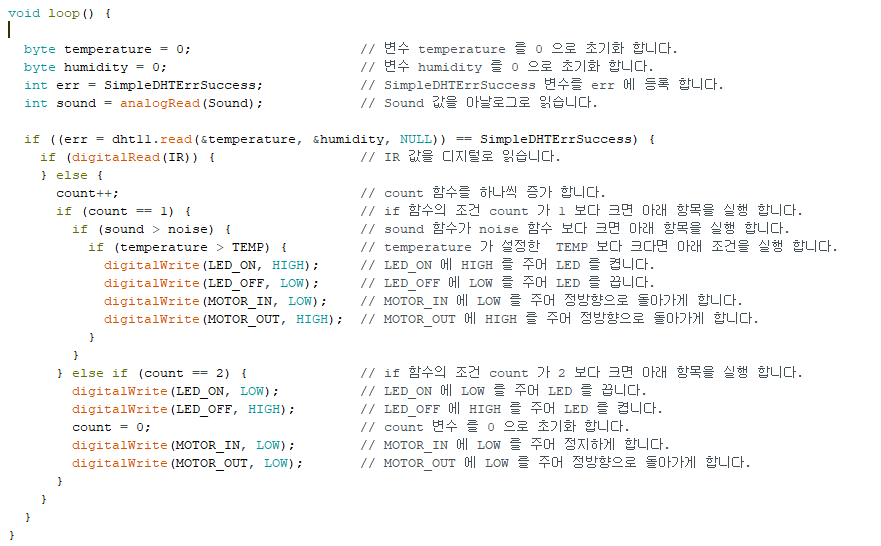 void loop() {
  byte temperature = 0;                     // 변수 temperature 를 0 으로 초기화 합니다.
  byte humidity = 0;                        // 변수 humidity 를 0 으로 초기화 합니다.
  int err = SimpleDHTErrSuccess;            // SimpleDHTErrSuccess 변수를 err 에 등록 합니다.
  int sound = analogRead(Sound);            // Sound 값을 아날로그로 읽습니다.
  if ((err = dht11.read(&temperature, &humidity, NULL)) == SimpleDHTErrSuccess) {
    if (digitalRead(IR)) {                  // IR 값을 디지털로 읽습니다.
    } else {
      count++;                              // count 함수를 하나씩 증가 합니다.
      if (count == 1) {                     // if 함수의 조건 count 가 1 보다 크면 아래 항목을 실행 합니다.
        if (sound > noise) {                // sound 함수가 noise 함수 보다 크면 아래 항목을 실행 합니다.
          if (temperature > TEMP) {         // temperature 가 설정한  TEMP 보다 크다면 아래 조건을 실행 합니다.
            digitalWrite(LED_ON, HIGH);     // LED_ON 에 HIGH 를 주어 LED 를 켭니다.
            digitalWrite(LED_OFF, LOW);     // LED_OFF 에 LOW 를 주어 LED 를 끕니다.
            digitalWrite(MOTOR_IN, LOW);    // MOTOR_IN 에 LOW 를 주어 정방향으로 돌아가게 합니다.
            digitalWrite(MOTOR_OUT, HIGH);  // MOTOR_OUT 에 HIGH 를 주어 정방향으로 돌아가게 합니다.
          }
        }
      } else if (count == 2) {              // if 함수의 조건 count 가 2 보다 크면 아래 항목을 실행 합니다.
        digitalWrite(LED_ON, LOW);          // LED_ON 에 LOW 를 주어 LED 를 끕니다.
        digitalWrite(LED_OFF, HIGH);        // LED_OFF 에 HIGH 를 주어 LED 를 켭니다.
        count = 0;                          // count 변수 를 0 으로 초기화 합니다.
        digitalWrite(MOTOR_IN, LOW);        // MOTOR_IN 에 LOW 를 주어 정지하게 합니다.
        digitalWrite(MOTOR_OUT, LOW);       // MOTOR_OUT 에 LOW 를 주어 정방향으로 돌아가게 합니다.
      }
    }
  }
}